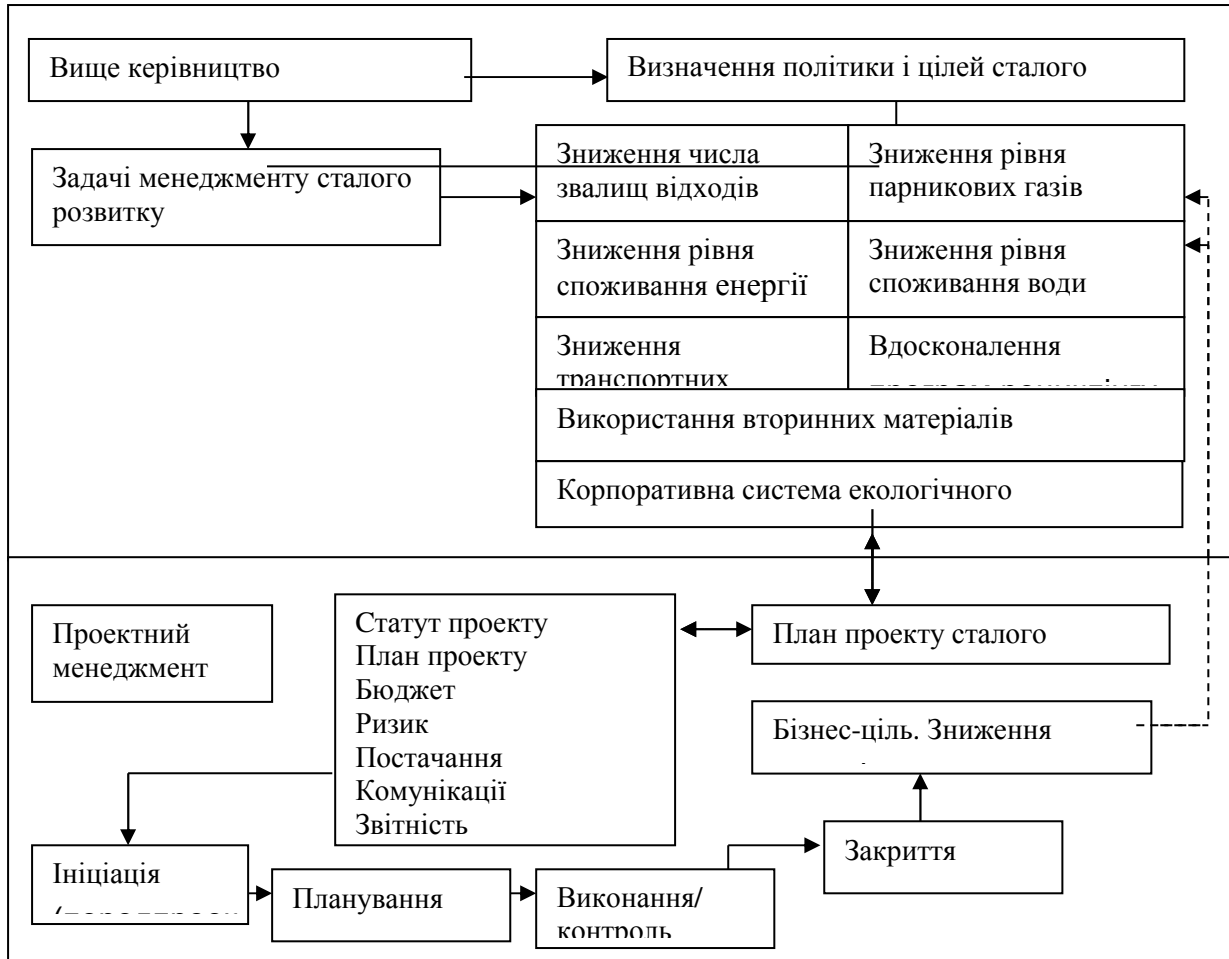 Вище керівництво
Визначення політики і цілей сталого
Задачі менеджменту сталого
розвитку
Зниження числа
звалищ відходів
Зниження рівня
парникових газів
Зниження рівня
споживання енергії
Зниження рівня
споживання води
Зниження
транспортних
Вдосконалення
Використання вторинних матеріалів
Корпоративна система екологічного
Проектний
менеджмент
Статут проекту
План проекту
Бюджет
Ризик
Постачання
Комунікації
Звітність
План проекту сталого
Бізнес-ціль. Зниження
Ініціація
Планування
Виконання/
контроль
Закриття